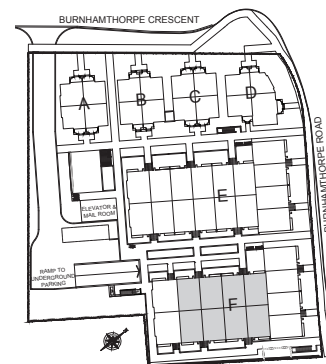 BURNHAMTHORPE CRESCENT
A
B
C
D
BURNHAMTHORPE ROAD
E
ELEVATOR &
MAIL ROOM
RAMP TO
UNDERGROUND
PARKING
F